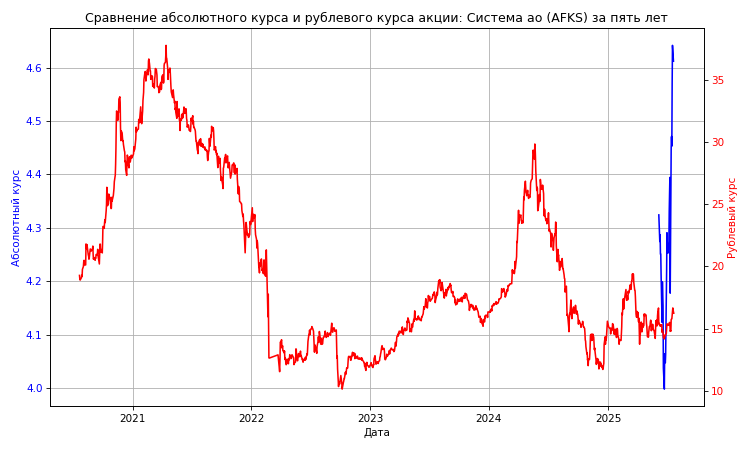 Сравнение абсолютного курса и рублевого курса акции: Система ао (AFKS) за пять лет
4.6
4.5
4.4
4.3
4.2
4.1
4.0
Абсолютный курс
35
30
25
20
15
10
Рублевый курс
2021 2022 2023 2024 2025
Дата